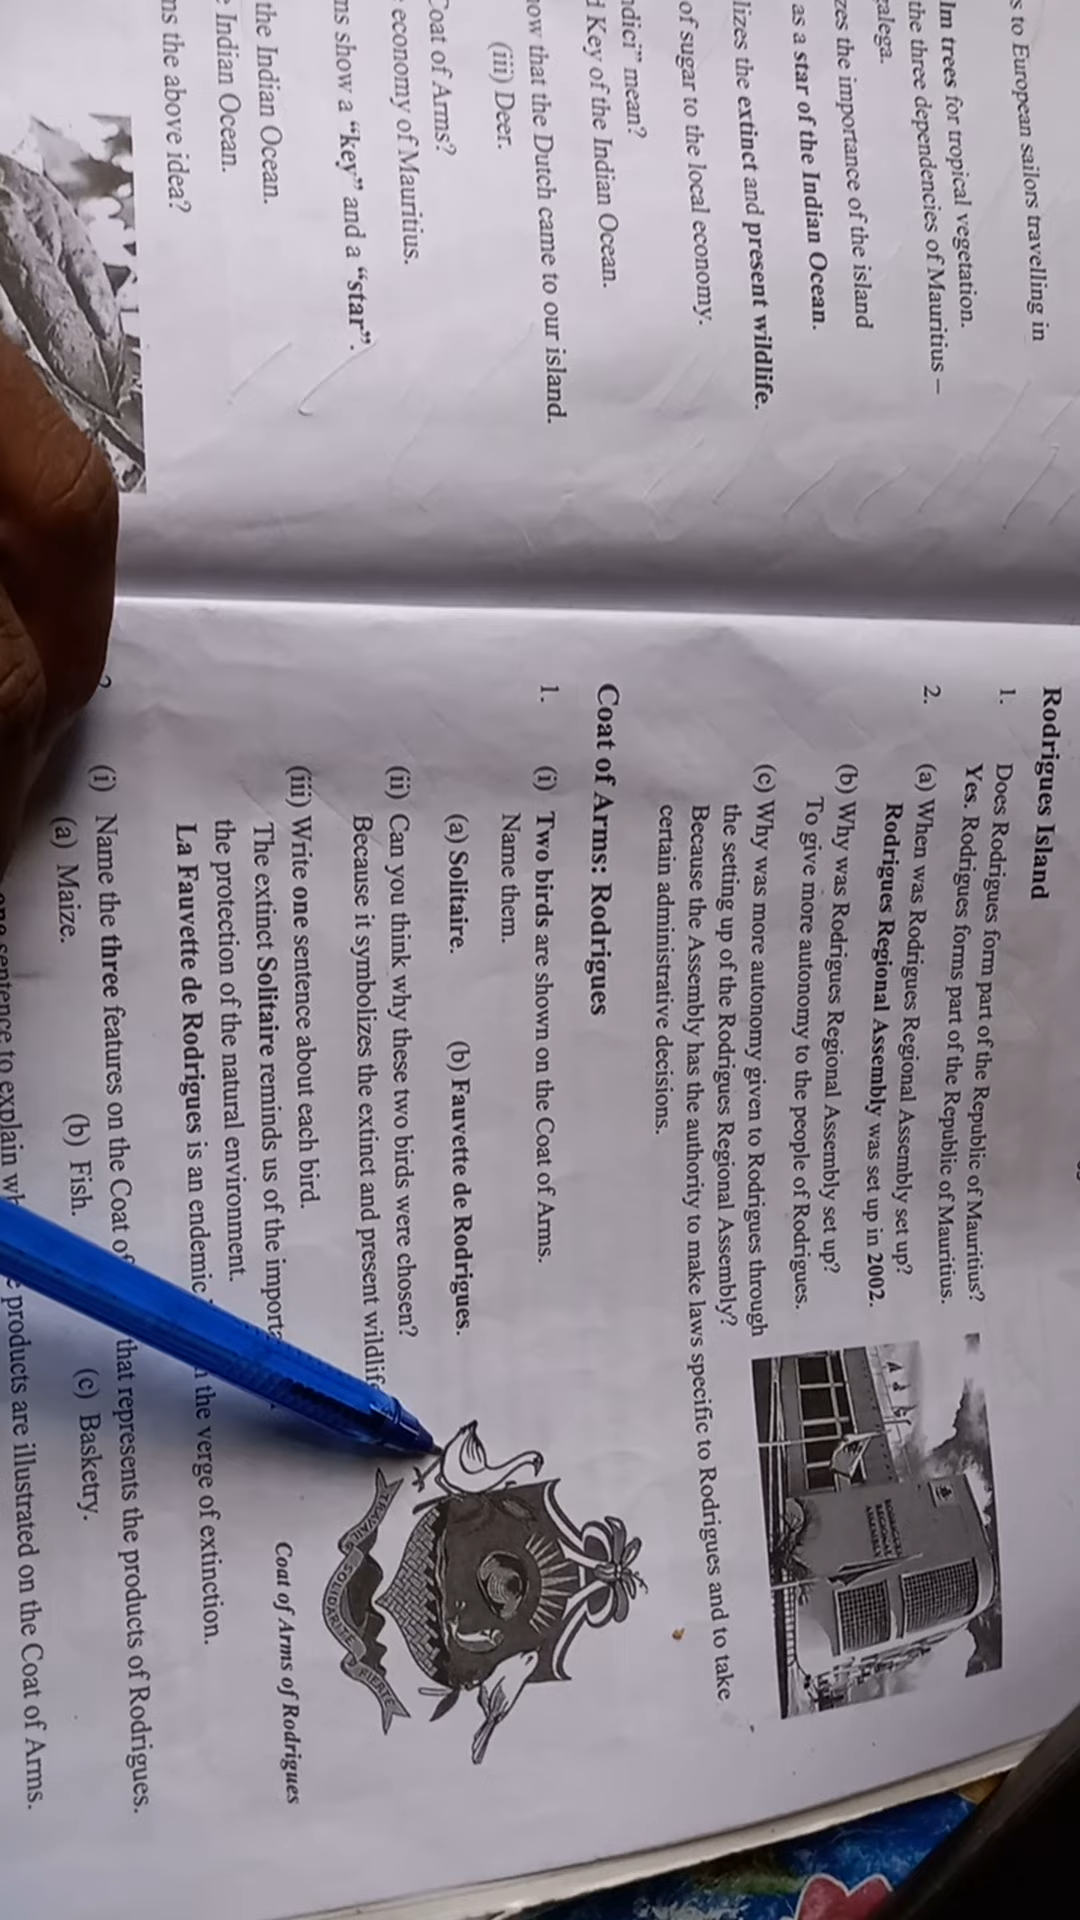 s to European sailors travelling in
lm trees for tropical vegetation.
the three dependencies of Mauritius –
galega.
zes the importance of the island
as a star of the Indian Ocean.
lizes the extinct and present wildlife.
of sugar to the local economy.
ndici" mean?
d Key of the Indian Ocean.
ow that the Dutch came to our island.
(iii) Deer.
Coat of Arms?
economy of Mauritius.
ns show a "key" and a "star".
the Indian Ocean.
e Indian Ocean.
ns the above idea?
Rodrigues Island
1. Does Rodrigues form part of the Republic of Mauritius?
Yes. Rodrigues forms part of the Republic of Mauritius.
2. (a) When was Rodrigues Regional Assembly set up?
Rodrigues Regional Assembly was set up in 2002.
(b) Why was Rodrigues Regional Assembly set up?
To give more autonomy to the people of Rodrigues.
(c) Why was more autonomy given to Rodrigues through
the setting up of the Rodrigues Regional Assembly?
Because the Assembly has the authority to make laws specific to Rodrigues and to take
certain administrative decisions.
RODRIGUES
REGIONAL
ASSEMBLY
Coat of Arms: Rodrigues
1. (i) Two birds are shown on the Coat of Arms.
Name them.
(a) Solitaire. (b) Fauvette de Rodrigues.
(ii) Can you think why these two birds were chosen?
Because it symbolizes the extinct and present wildlife
(iii) Write one sentence about each bird.
The extinct Solitaire reminds us of the importa
the protection of the natural environment.
La Fauvette de Rodrigues is an endemic the verge of extinction.
TRAVAIL SOLIDARITE FIERTE
Coat of Arms of Rodrigues
2 (i) Name the three features on the Coat of that represents the products of Rodrigues.
(a) Maize. (b) Fish. (c) Basketry.
sentence to explain wh products are illustrated on the Coat of Arms.